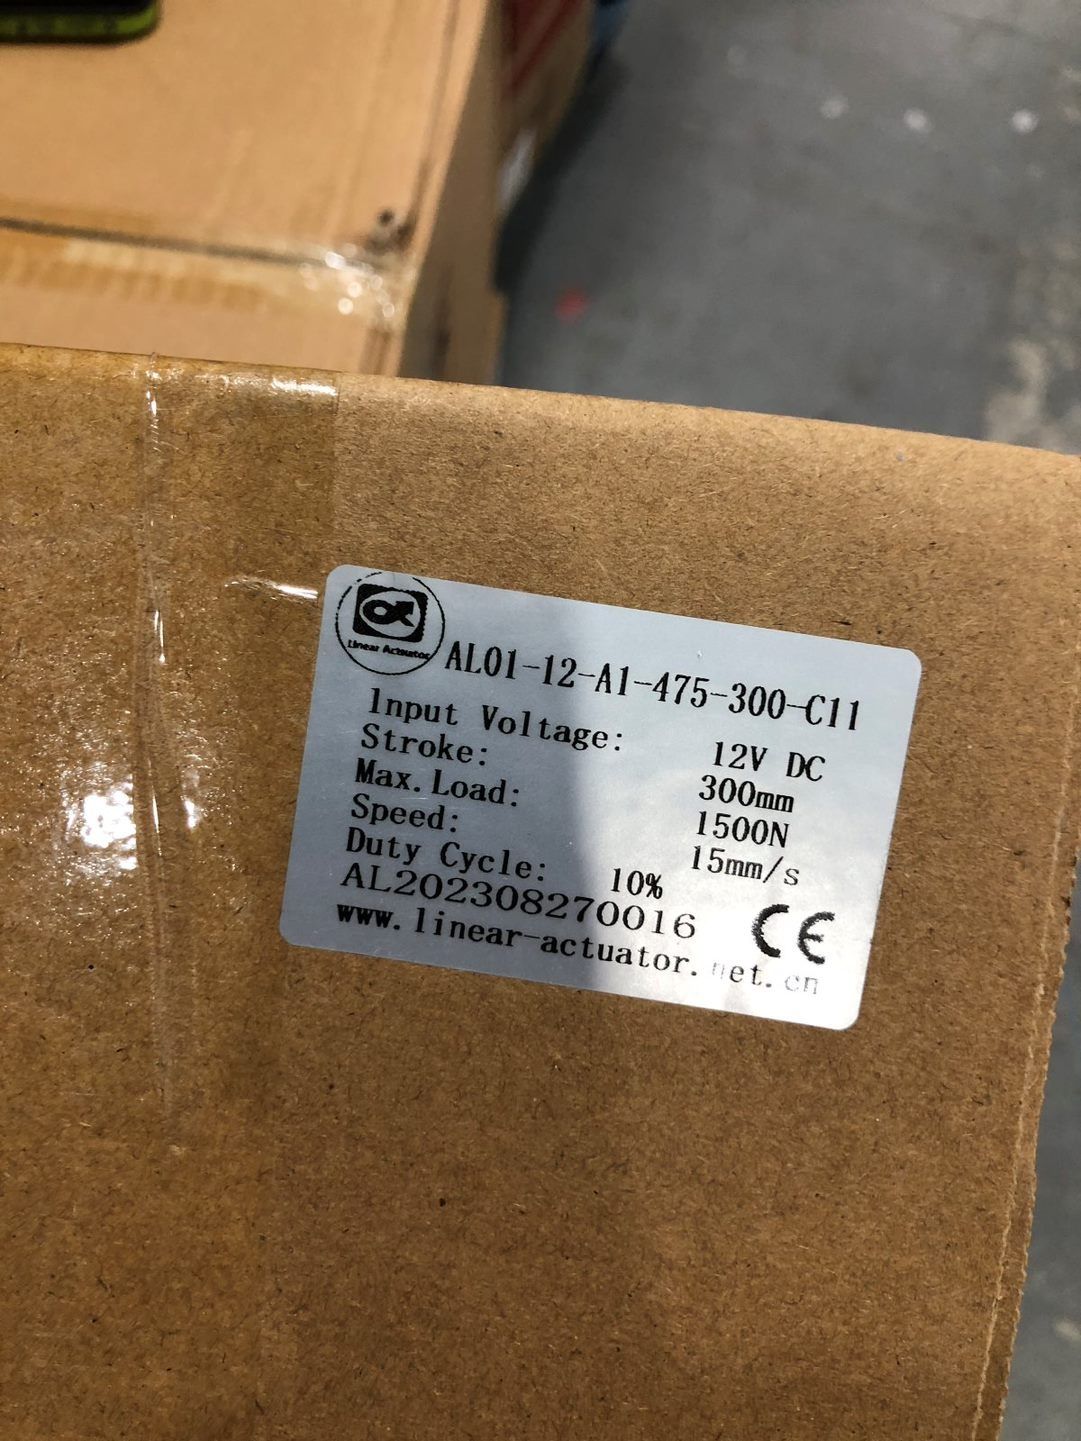 Linear Actuator
AL01-12-A1-475-300-C11
Input Voltage: 12V DC
Stroke: 300mm
Max.Load: 1500N
Speed: 15mm/s
Duty Cycle: 10%
AL202308270016 CE
www.linear-actuator.net.cn